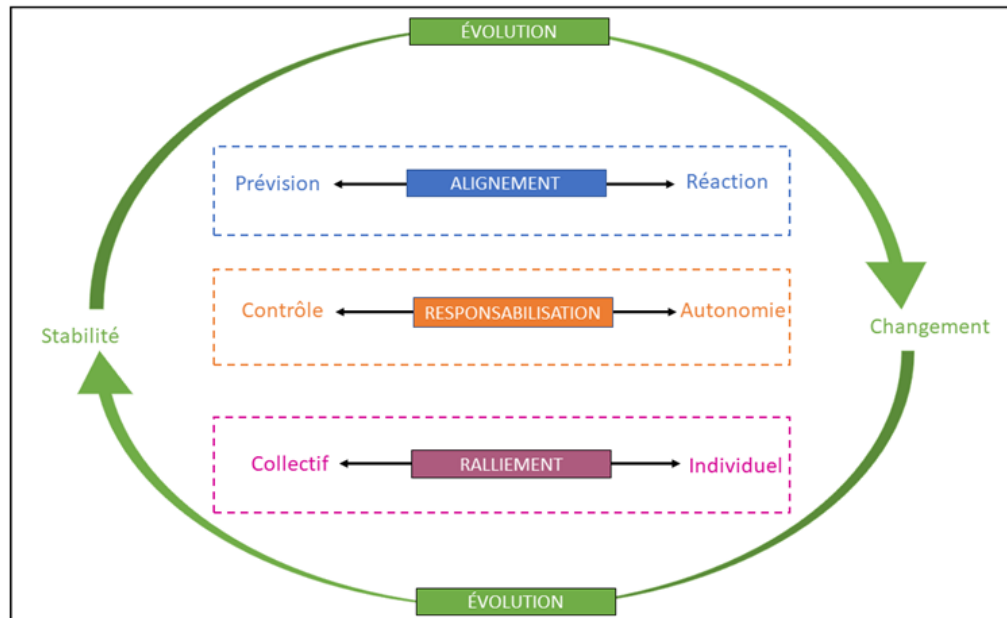 ÉVOLUTION
Prévision ALIGNEMENT Réaction
Contrôle RESPONSABILISATION Autonomie
Stabilité Changement
Collectif RALLIEMENT Individuel
ÉVOLUTION